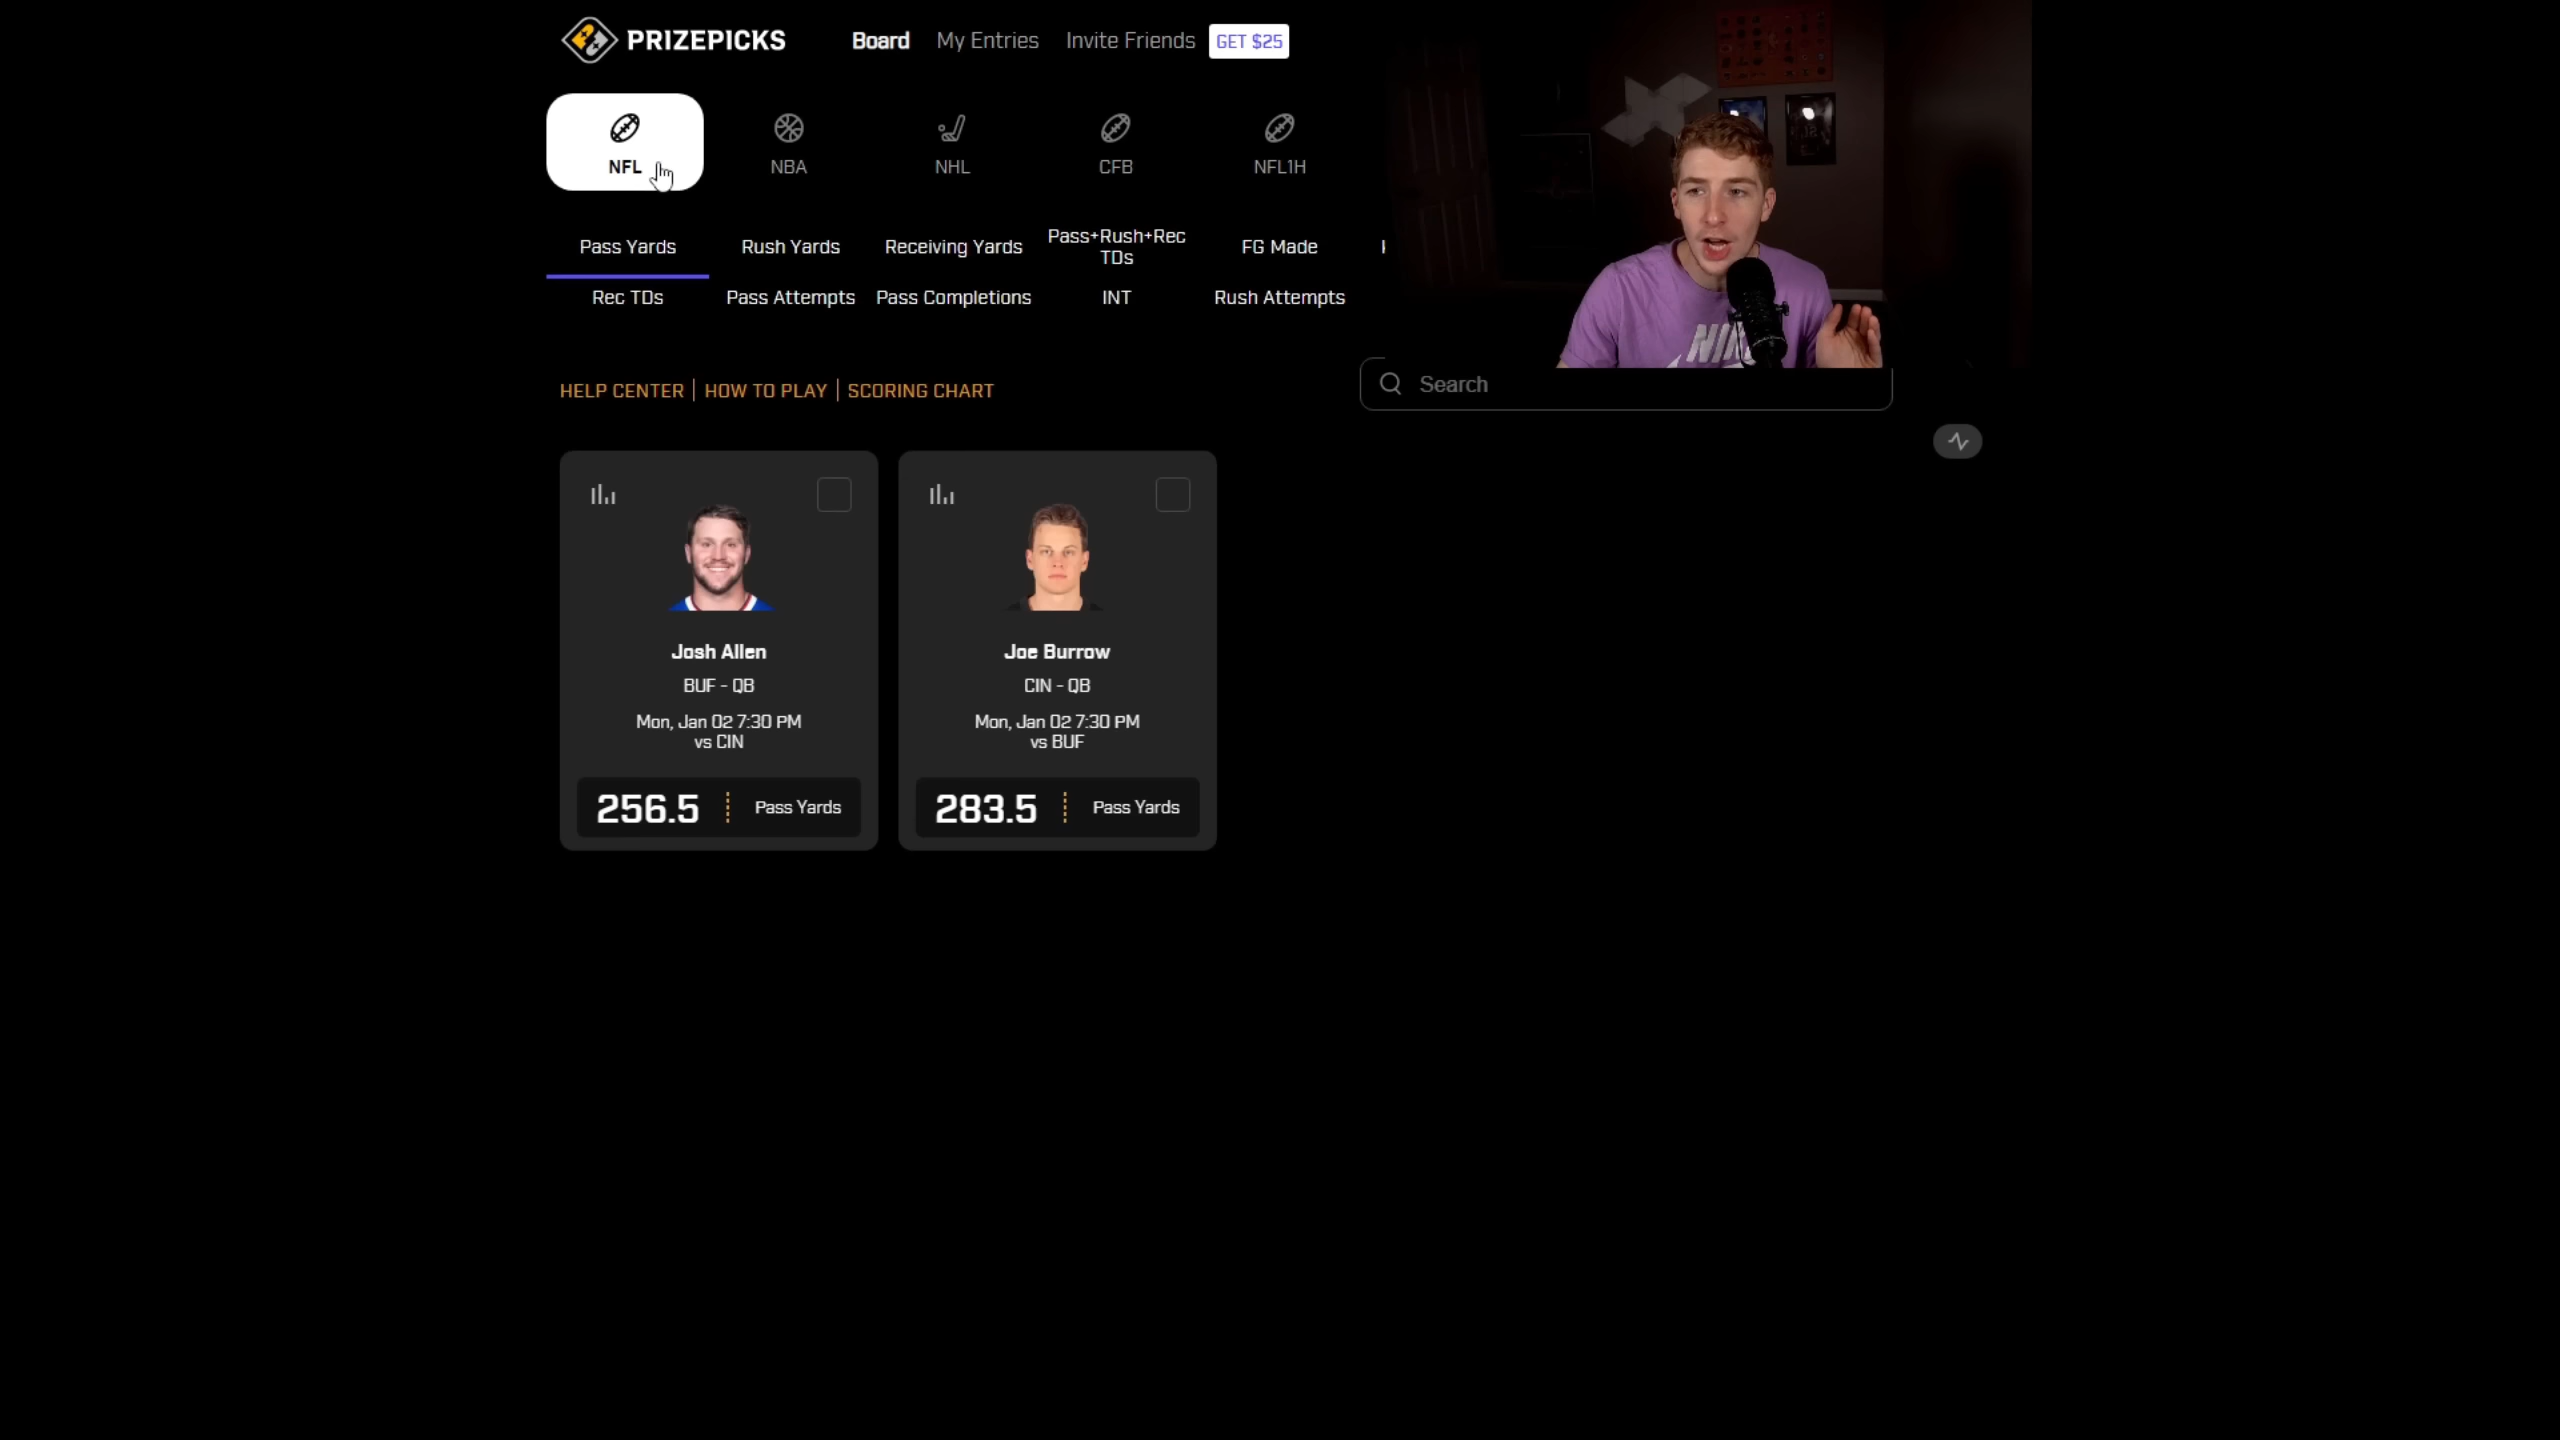 PRIZEPICKS
Board
My Entries
Invite Friends
GET $25
NFL
NBA
NHL
CFB
NFL1H
Pass Yards
Rush Yards
Receiving Yards
Pass+Rush+Rec
TDs
FG Made
Rec TDs
Pass Attempts
Pass Completions
INT
Rush Attempts
HELP CENTER
HOW TO PLAY
SCORING CHART
Search
Josh Allen
BUF - QB
Mon, Jan 02 7:30 PM
vs CIN
256.5
Pass Yards
Joe Burrow
CIN - QB
Mon, Jan 02 7:30 PM
vs BUF
283.5
Pass Yards